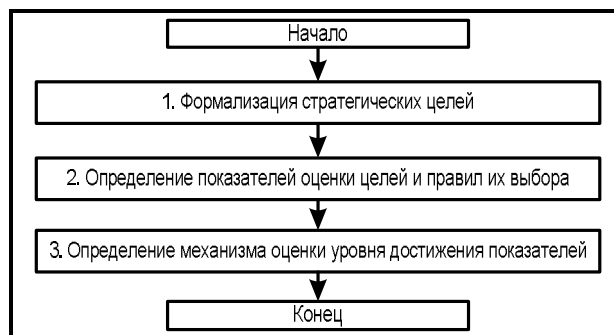 Начало
1. Формализация стратегических целей
2. Определение показателей оценки целей и правил их выбора
3. Определение механизма оценки уровня достижения показателей
Конец